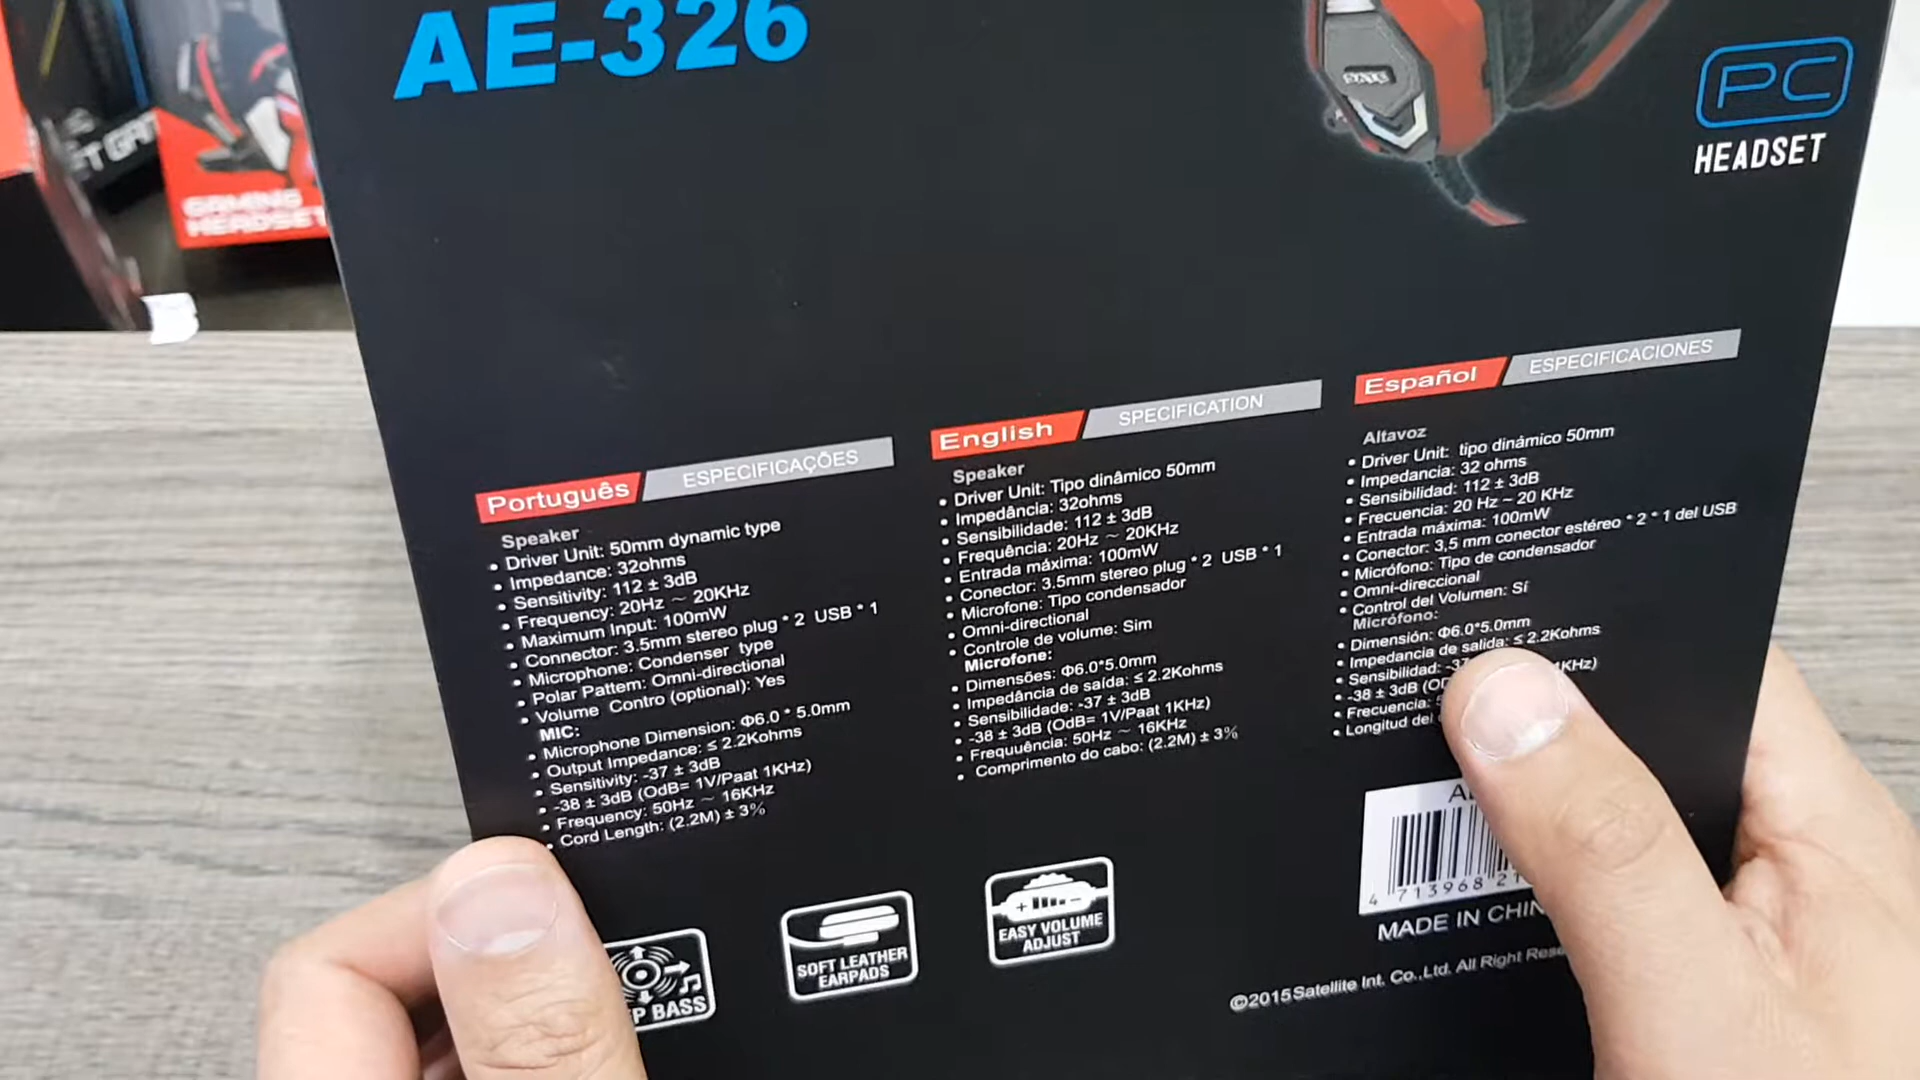 AE-326
PC
HEADSET
GAMING
HEADSET
Português ESPECIFICAÇÕES
Speaker
• Driver Unit: 50mm dynamic type
• Impedance: 32ohms
• Sensitivity: 112 ± 3dB
• Frequency: 20Hz ~ 20KHz
• Maximum Input: 100mW
• Connector: 3.5mm stereo plug * 2 USB * 1
• Microphone: Condenser type
• Polar Pattem: Omni-directional
• Volume Contro (optional): Yes
MIC:
• Microphone Dimension: Φ6.0 * 5.0mm
• Output Impedance: ≤ 2.2Kohms
• Sensitivity: -37 ± 3dB
• -38 ± 3dB (OdB= 1V/Paat 1KHz)
• Frequency: 50Hz ~ 16KHz
• Cord Length: (2.2M) ± 3%
English SPECIFICATION
Speaker
• Driver Unit: Tipo dinâmico 50mm
• Impedância: 32ohms
• Sensibilidade: 112 ± 3dB
• Frequência: 20Hz ~ 20KHz
• Entrada máxima: 100mW
• Conector: 3.5mm stereo plug * 2 USB * 1
• Microfone: Tipo condensador
• Omni-directional
• Controle de volume: Sim
Microfone:
• Dimensões: Φ6.0*5.0mm
• Impedância de saída: ≤ 2.2Kohms
• Sensibilidade: -37 ± 3dB
• -38 ± 3dB (OdB= 1V/Paat 1KHz)
• Frequuência: 50Hz ~ 16KHz
• Comprimento do cabo: (2.2M) ± 3%
Español ESPECIFICACIONES
Altavoz
• Driver Unit: tipo dinámico 50mm
• Impedancia: 32 ohms
• Sensibilidad: 112 ± 3dB
• Frecuencia: 20 Hz ~ 20 KHz
• Entrada máxima: 100mW
• Conector: 3,5 mm conector estéreo * 2 * 1 del USB
• Micrófono: Tipo de condensador
• Omni-direccional
• Control del Volumen: Sí
Micrófono:
• Dimensión: Φ6.0*5.0mm
• Impedancia de salida: ≤ 2.2Kohms
• Sensibilidad: -37
• -38 ± 3dB 1KHz)
• Frecuencia:
• Longitud del
BASS
SOFT LEATHER
EARPADS
EASY VOLUME
ADJUST
4 713968 21
MADE IN
©2015 Satellite Int. Co.,Ltd. All Right